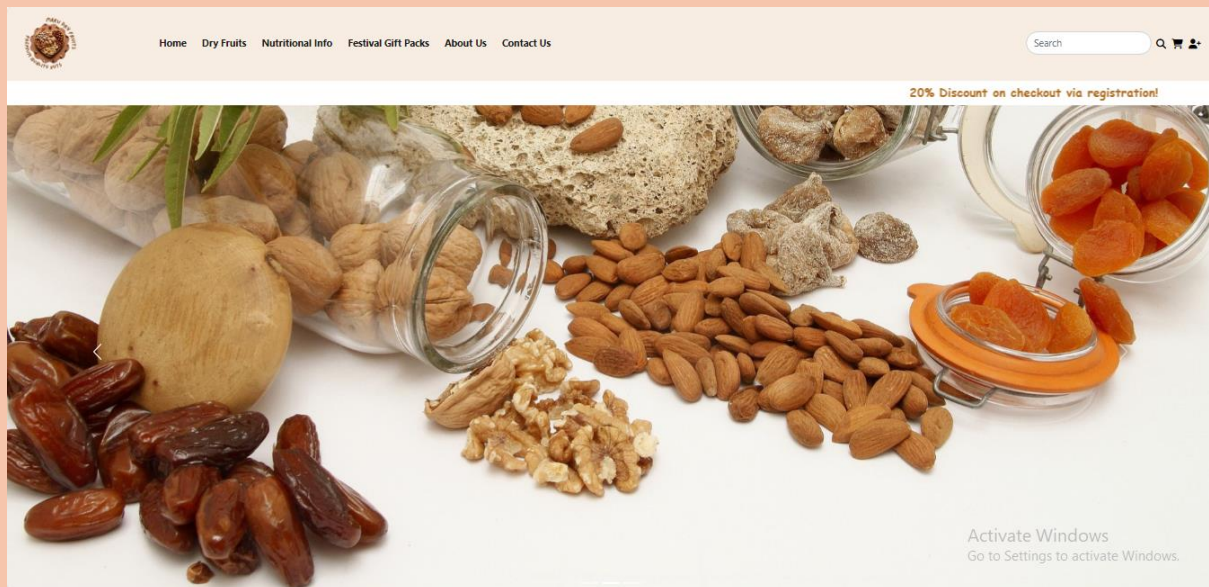 Home Dry Fruits Nutritional Info Festival Gift Packs About Us Contact Us
Search
20% Discount on checkout via registration!
Activate Windows
Go to Settings to activate Windows.